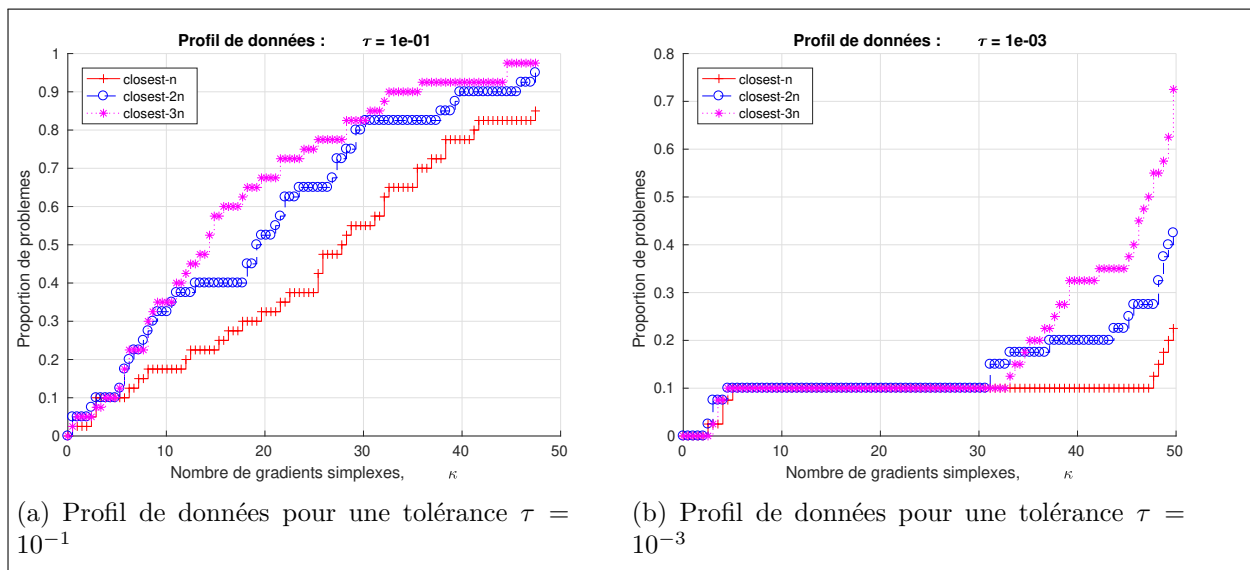 Profil de données : τ = 1e-01
closest-n
closest-2n
closest-3n
Proportion de problemes
1
0.9
0.8
0.7
0.6
0.5
0.4
0.3
0.2
0.1
0
0 10 20 30 40 50
Nombre de gradients simplexes, κ
(a) Profil de données pour une tolérance τ =
10⁻¹
Profil de données : τ = 1e-03
closest-n
closest-2n
closest-3n
Proportion de problemes
0.8
0.7
0.6
0.5
0.4
0.3
0.2
0.1
0
0 10 20 30 40 50
Nombre de gradients simplexes, κ
(b) Profil de données pour une tolérance τ =
10⁻³